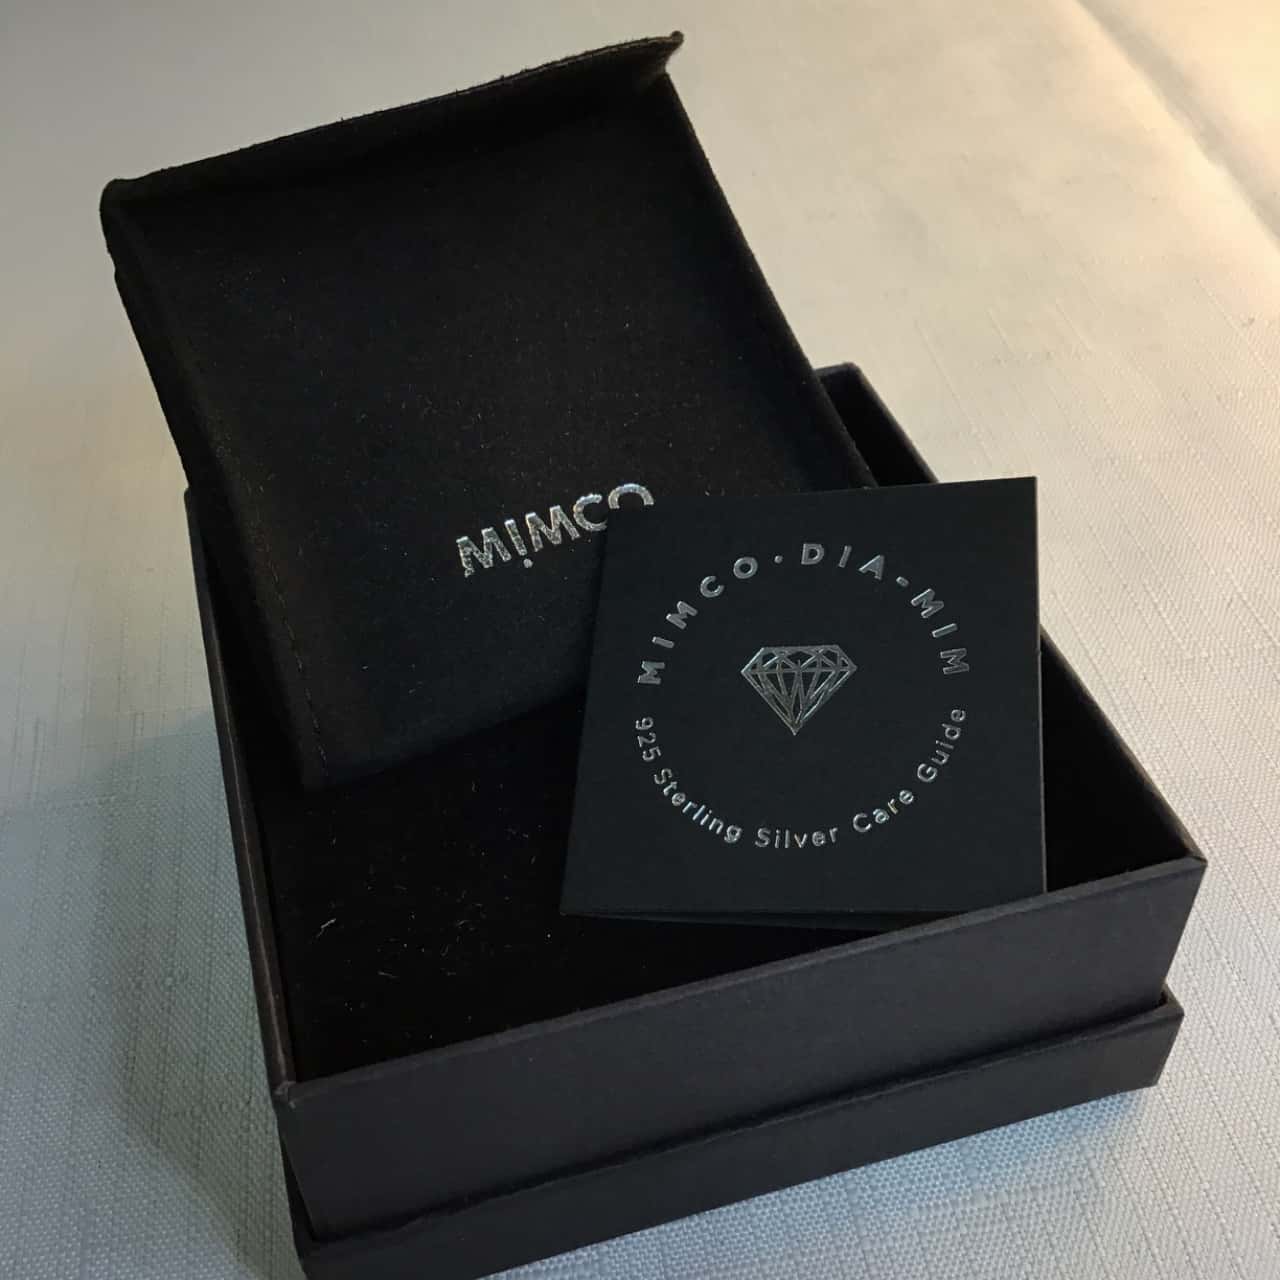 MIMCO
MIMCO · DIA-MIM
925 Sterling Silver Care Guide